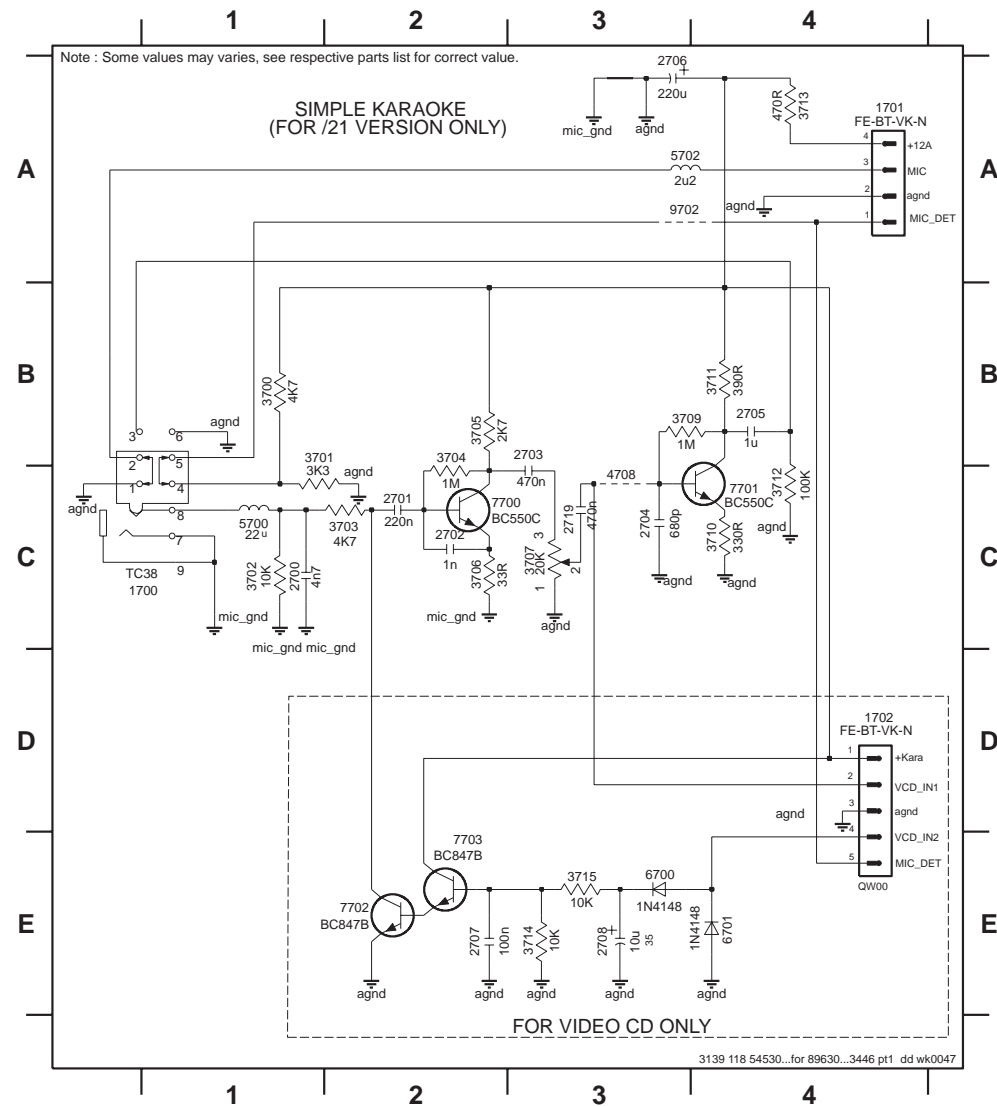 1
2
3
4
Note : Some values may varies, see respective parts list for correct value.
SIMPLE KARAOKE
(FOR /21 VERSION ONLY)
2706
+
220u
mic_gnd
agnd
470R
3713
1701
FE-BT-VK-N
4
+12A
3
MIC
2
agnd
1
MIC_DET
A
A
5702
2u2
agnd
9702
B
B
3700
4K7
3705
2K7
3711
390R
3709
1M
2705
1u
agnd
3
6
2
5
1
4
8
7
9
agnd
TC38
1700
3701
3K3
agnd
3704
1M
2703
470n
4708
3712
100K
agnd
2701
220n
7700
BC550C
7701
BC550C
5700
22u
3703
4K7
2702
1n
2719
470n
2704
680p
3710
330R
C
C
3702
10K
2700
4n7
3706
33R
3707
20K
3
2
1
agnd
agnd
mic_gnd
mic_gnd
mic_gnd
mic_gnd
agnd
D
D
1702
FE-BT-VK-N
1
+Kara
2
VCD_IN1
3
agnd
agnd
4
VCD_IN2
5
MIC_DET
QW00
7703
BC847B
7702
BC847B
3715
10K
6700
1N4148
1N4148
6701
E
E
2707
100n
3714
10K
2708
+
10u
35
agnd
agnd
agnd
agnd
agnd
FOR VIDEO CD ONLY
3139 118 54530...for 89630...3446 pt1 dd wk0047
1
2
3
4